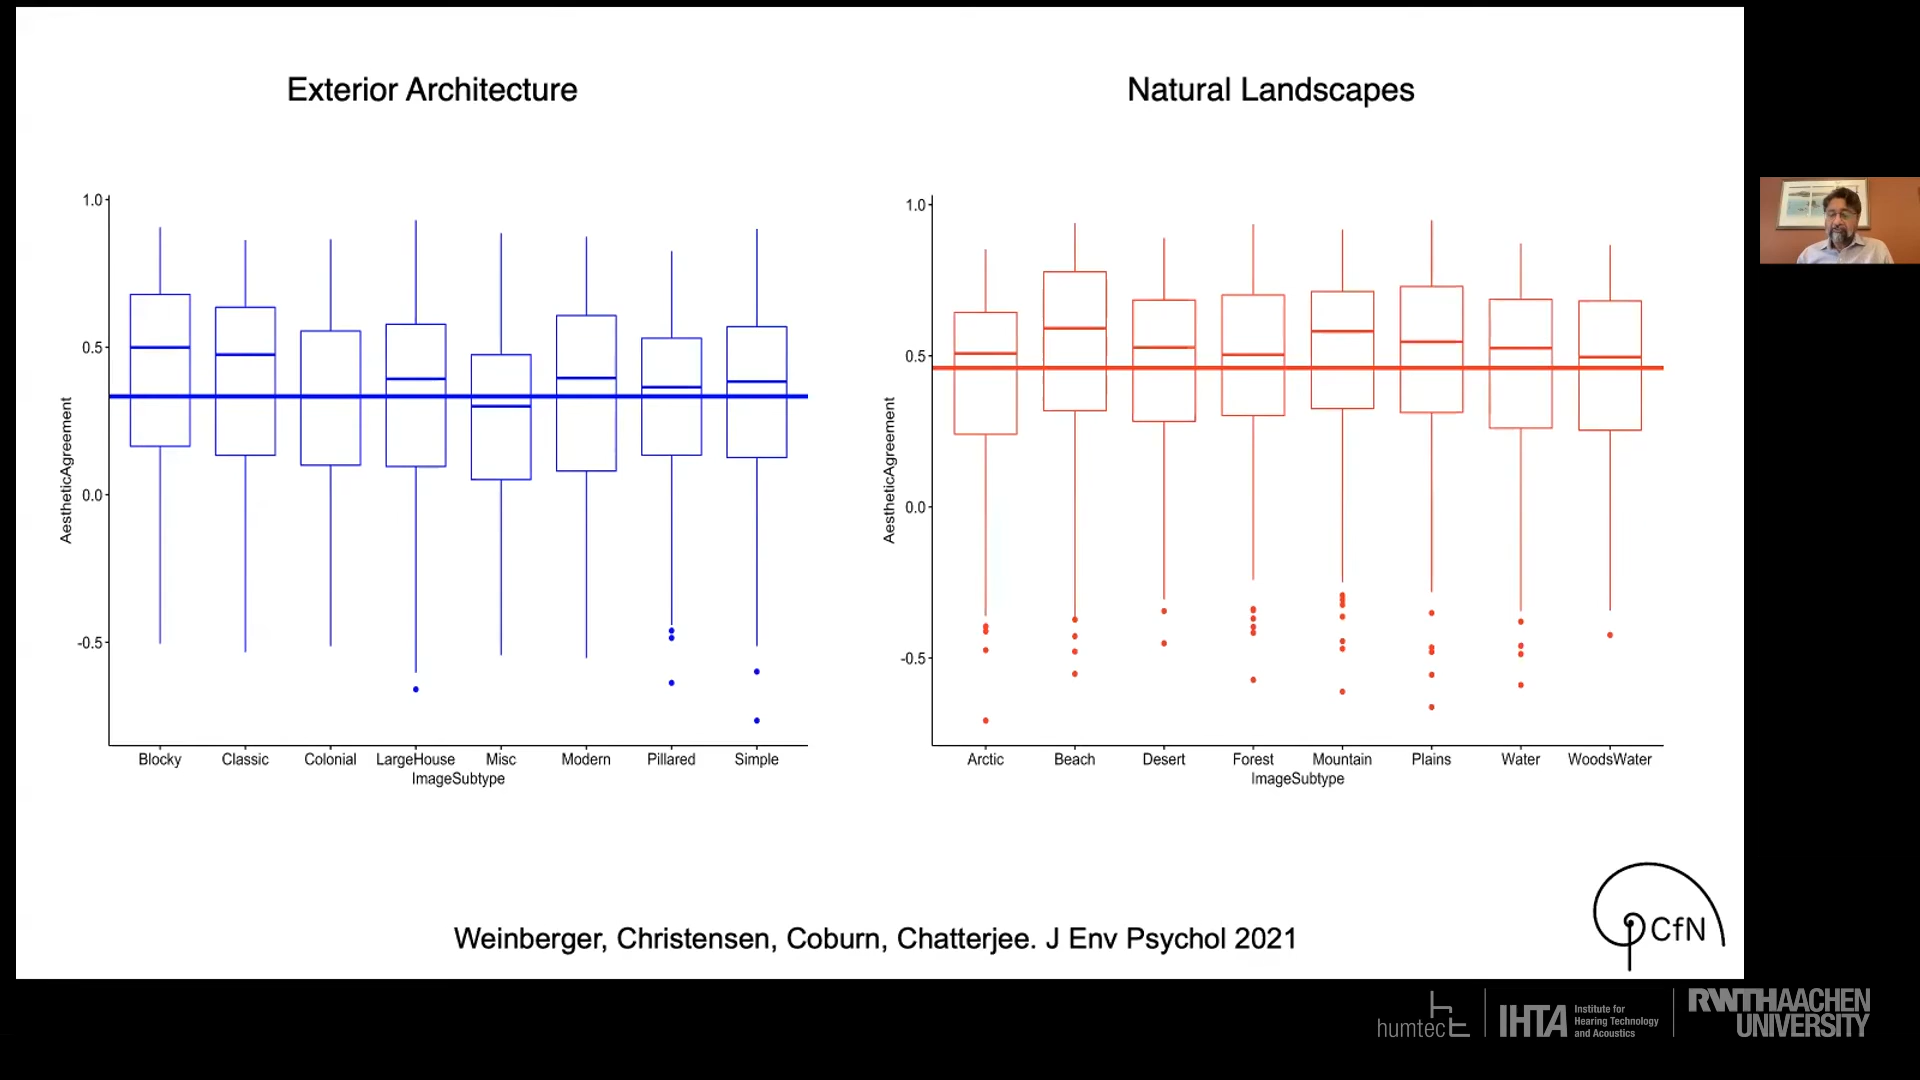 Exterior Architecture
Natural Landscapes
1.0
0.5
0.0
-0.5
AestheticAgreement
Blocky Classic Colonial LargeHouse Misc Modern Pillared Simple
ImageSubtype
1.0
0.5
0.0
-0.5
AestheticAgreement
Arctic Beach Desert Forest Mountain Plains Water WoodsWater
ImageSubtype
Weinberger, Christensen, Coburn, Chatterjee. J Env Psychol 2021
CfN
humtec
IHTA
Institute for
Hearing Technology
and Acoustics
RWTHAACHEN
UNIVERSITY